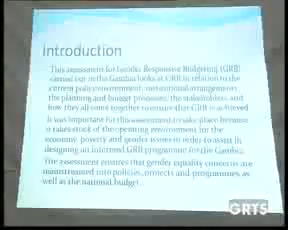 Introduction
This assessment for Gender Responsive Budgeting (GRB)
carried out in the Gambia looks at GRB in relation to the
current policy environment, institutional arrangements,
the planning and budget processes, the stakeholders, and
how they all come together to ensure that GRB is achieved
It was important for this assessment to take place because
it takes stock of the operating environment for the
economy, poverty and gender issues in order to assist in
designing an informed GRB programme for the Gambia.
The assessment ensures that gender equality concerns are
mainstreamed into policies, projects and programmes as
well as the national budget.
GRTS